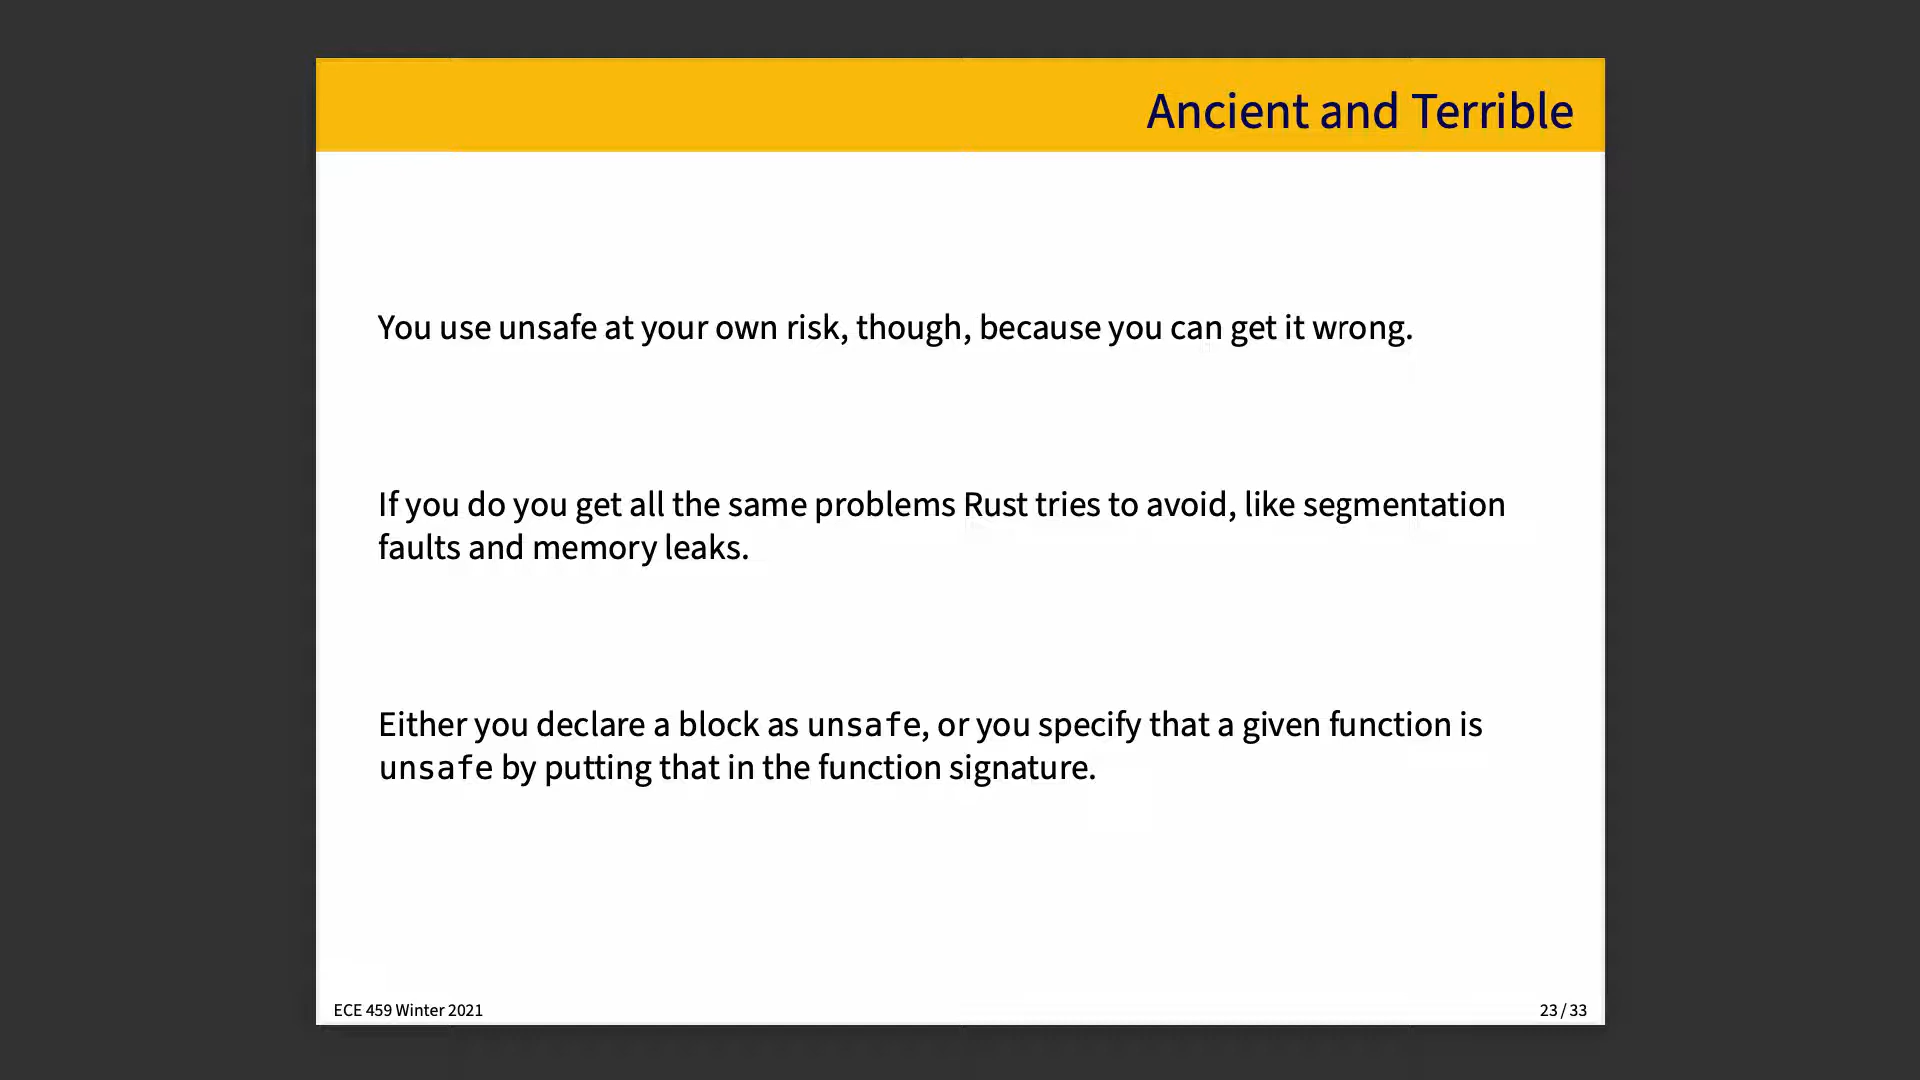 Ancient and Terrible
You use unsafe at your own risk, though, because you can get it wrong.
If you do you get all the same problems Rust tries to avoid, like segmentation
faults and memory leaks.
Either you declare a block as unsafe, or you specify that a given function is
unsafe by putting that in the function signature.
ECE 459 Winter 2021
23 / 33